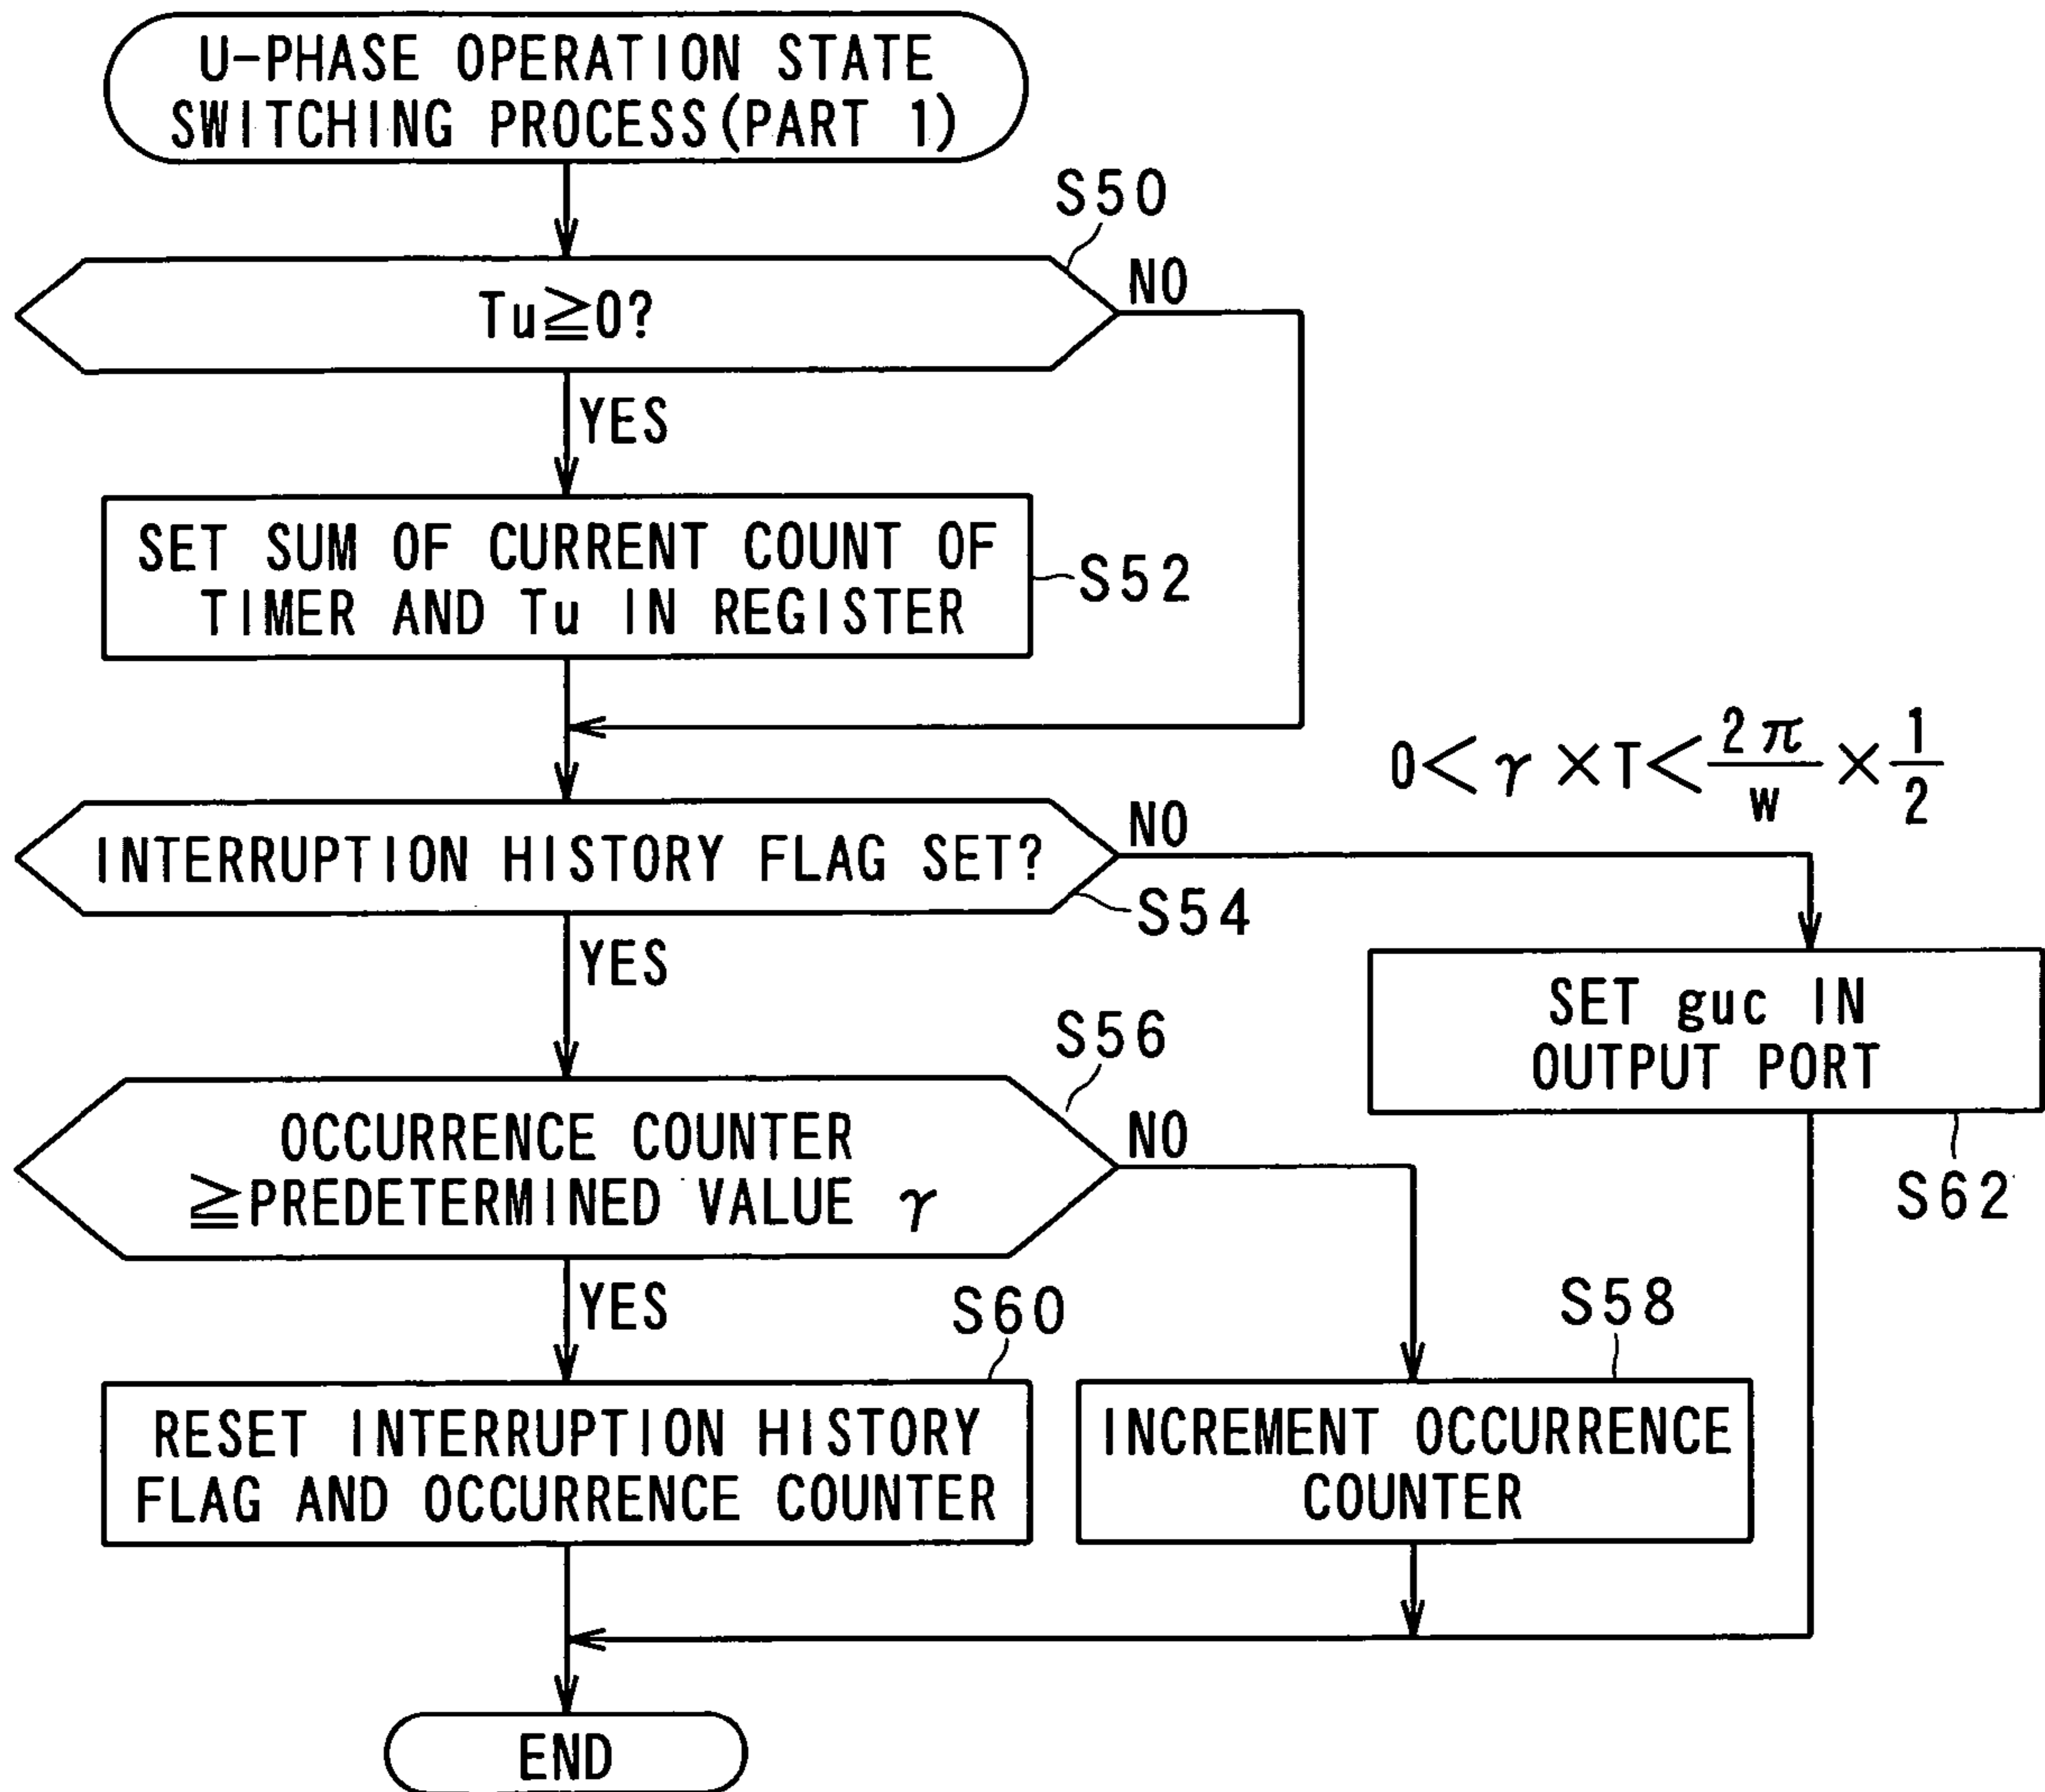 U-PHASE OPERATION STATE
SWITCHING PROCESS(PART 1)
S50
Tu≧0?
NO
YES
SET SUM OF CURRENT COUNT OF
TIMER AND Tu IN REGISTER
S52
0<γ×T<2π/w×1/2
INTERRUPTION HISTORY FLAG SET?
NO
S54
YES
SET guc IN
OUTPUT PORT
S62
S56
OCCURRENCE COUNTER
≧PREDETERMINED VALUE γ
NO
YES
S60
S58
RESET INTERRUPTION HISTORY
FLAG AND OCCURRENCE COUNTER
INCREMENT OCCURRENCE
COUNTER
END